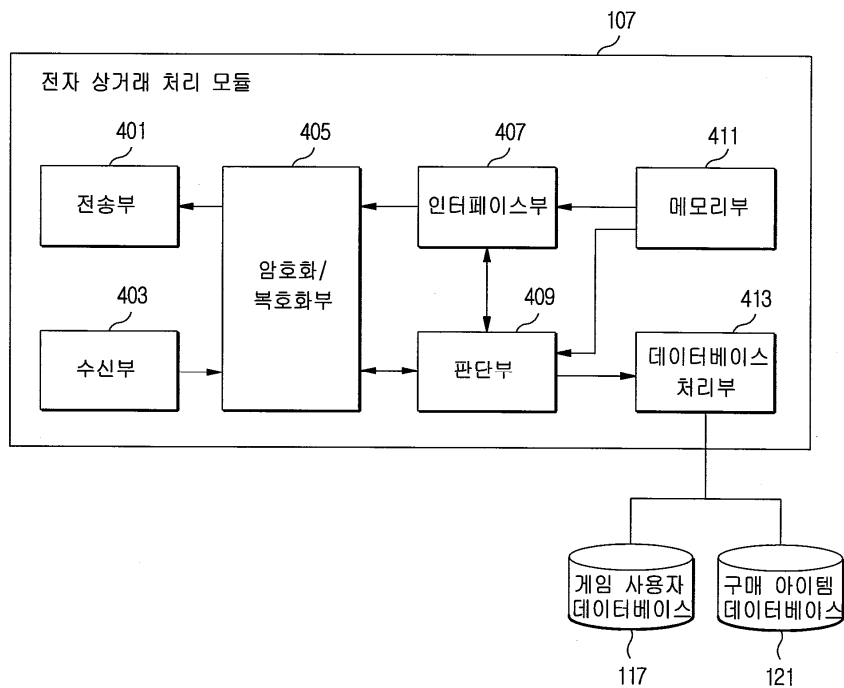 107
전자 상거래 처리 모듈
401
405
407
411
전송부
인터페이스부
메모리부
암호화/
복호화부
403
409
413
수신부
판단부
데이터베이스
처리부
게임 사용자
데이터베이스
구매 아이템
데이터베이스
117
121